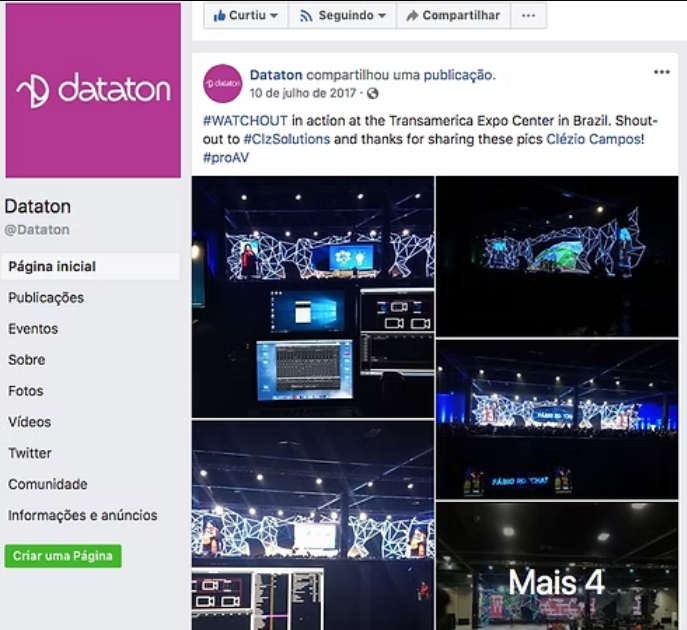 dataton
Curtiu
Seguindo
Compartilhar
dataton
Dataton compartilhou uma publicação.
10 de julho de 2017
#WATCHOUT in action at the Transamerica Expo Center in Brazil. Shout-
out to #ClzSolutions and thanks for sharing these pics Clézio Campos!
#proAV
Dataton
@Dataton
Página inicial
Publicações
Eventos
Sobre
Fotos
Vídeos
Twitter
Comunidade
Informações e anúncios
Criar uma Página
FÁBIO
FÁBIO
Mais 4